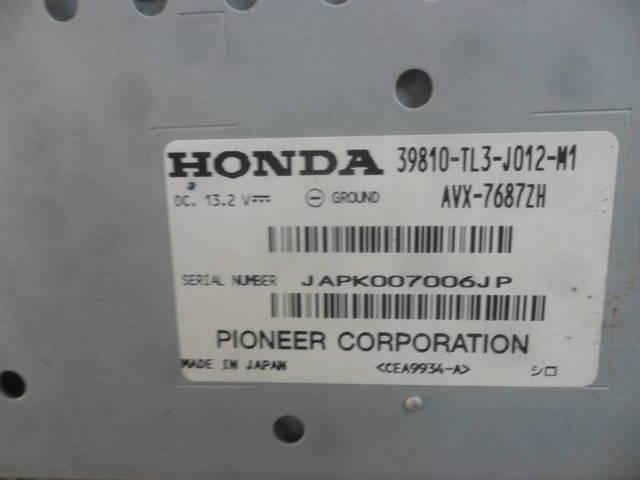 HONDA 39810-TL3-J012-M1
DC. 13.2 V⎓ ⊖ GROUND AVX-7687ZH
SERIAL NUMBER JAPK007006JP
PIONEER CORPORATION
MADE IN JAPAN <CEA9934-A> シロ